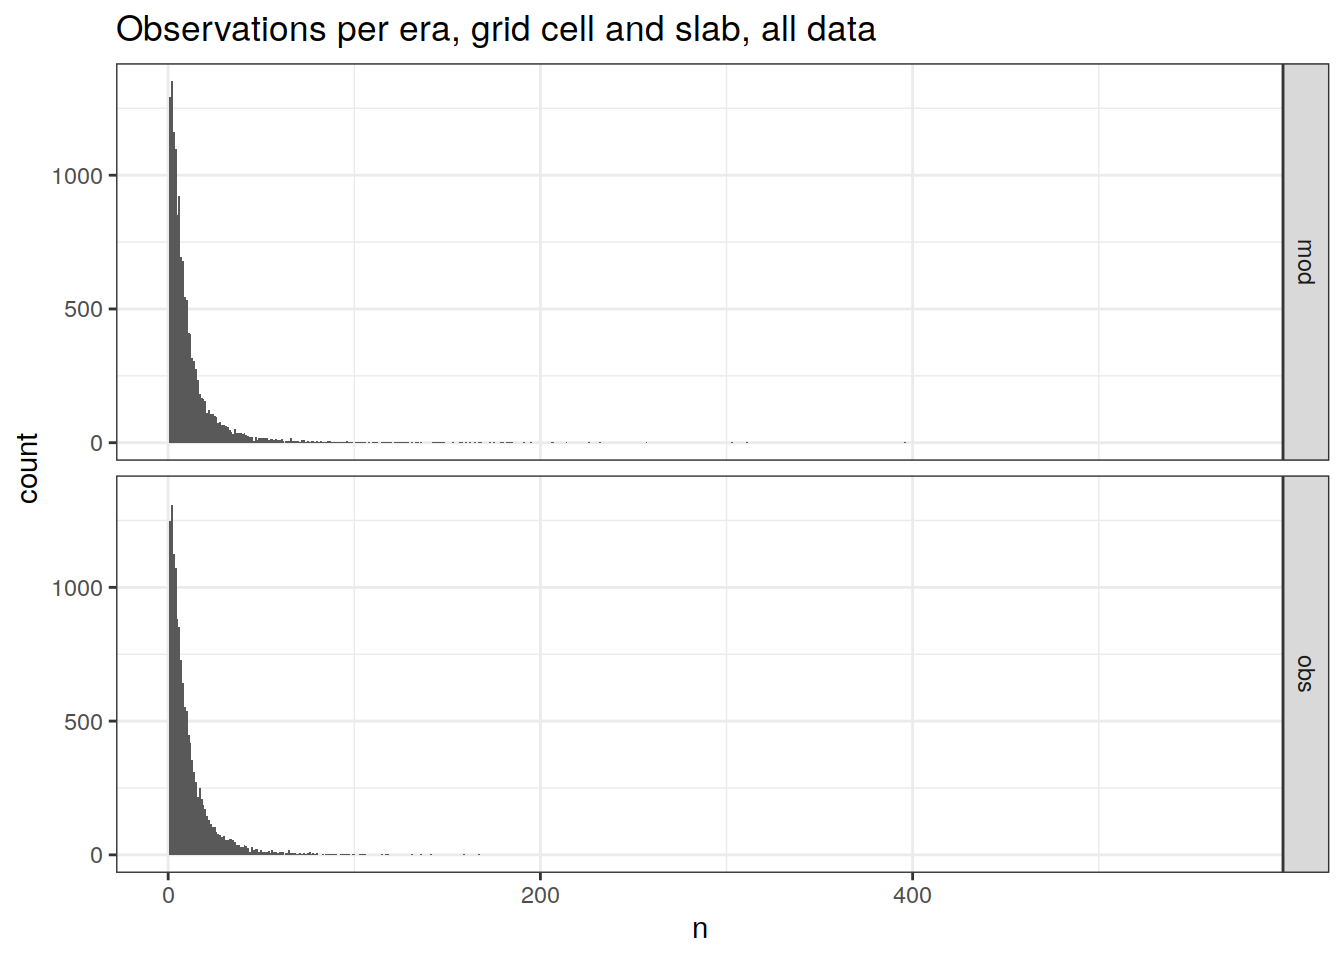 Observations per era, grid cell and slab, all data
count
1000
500
0
mod
1000
500
0
obs
0
200
400
n